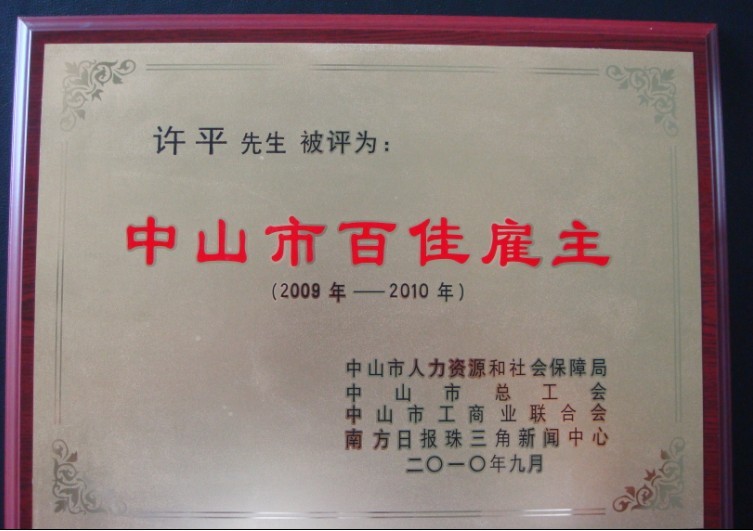 许平 先生 被评为：
中山市百佳雇主
（2009 年 —— 2010 年）
中山市人力资源和社会保障局
中山市总工会
中山市工商业联合会
南方日报珠三角新闻中心
二〇一〇年九月